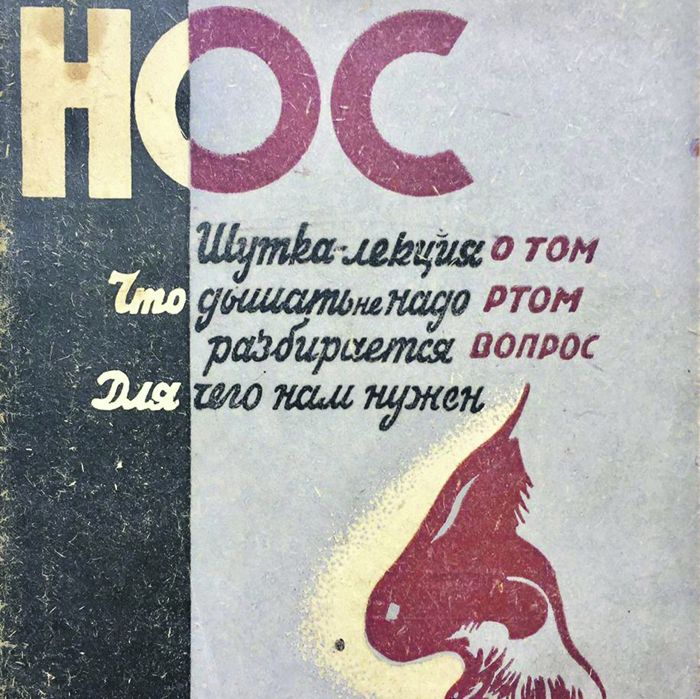 НОС
Шутка-лекция О ТОМ
Что дышать не надо РТОМ
разбирается ВОПРОС
Для чего нам нужен